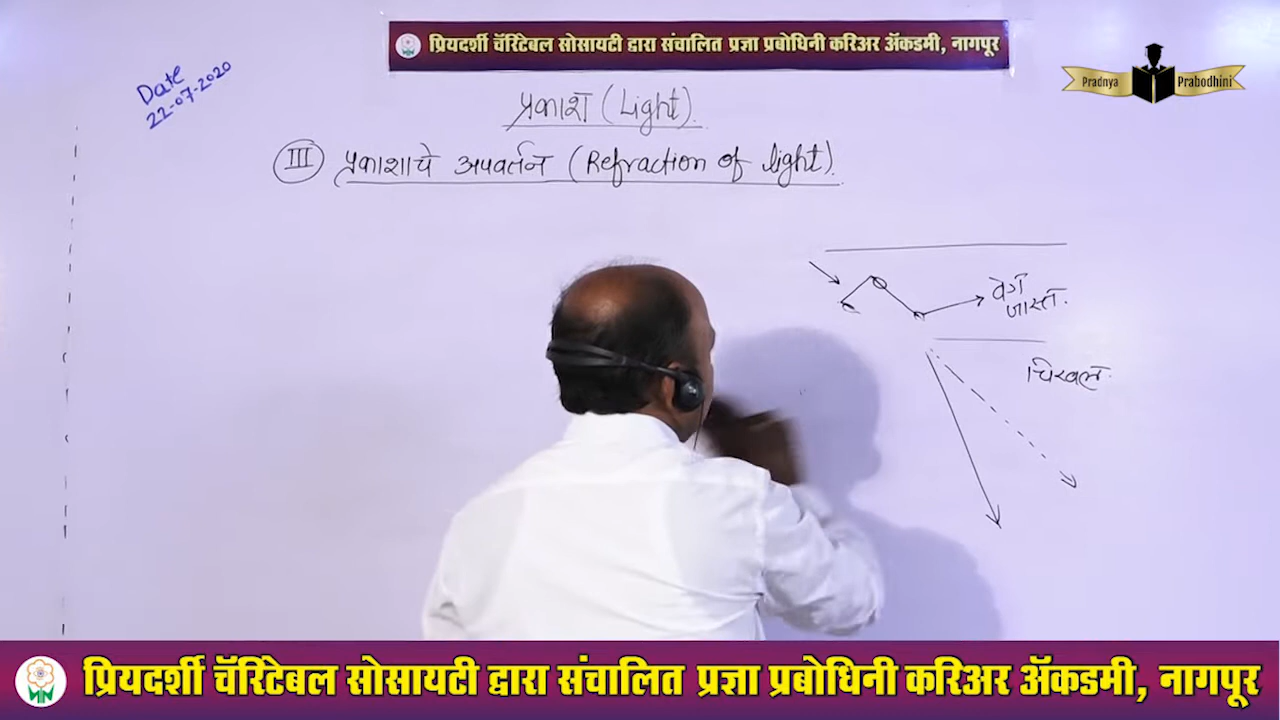 प्रियदर्शी चॅरिटेबल सोसायटी द्वारा संचालित प्रज्ञा प्रबोधिनी करिअर ॲकडमी, नागपूर
Pradnya Prabodhini
Date
22-07-2020
प्रकाश (Light).
III प्रकाशाचे अपवर्तन (Refraction of light).
वेग
जास्त.
चिखल.
प्रियदर्शी चॅरिटेबल सोसायटी द्वारा संचालित प्रज्ञा प्रबोधिनी करिअर ॲकडमी, नागपूर